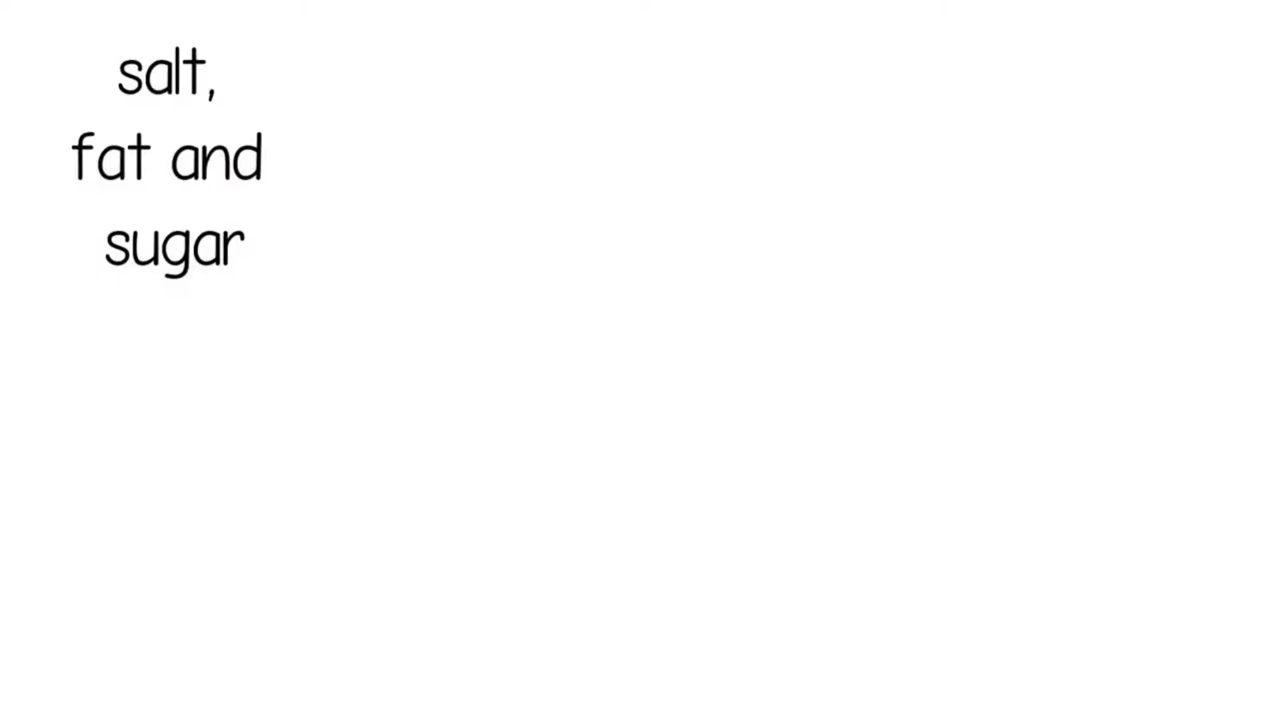 salt,
fat and
sugar